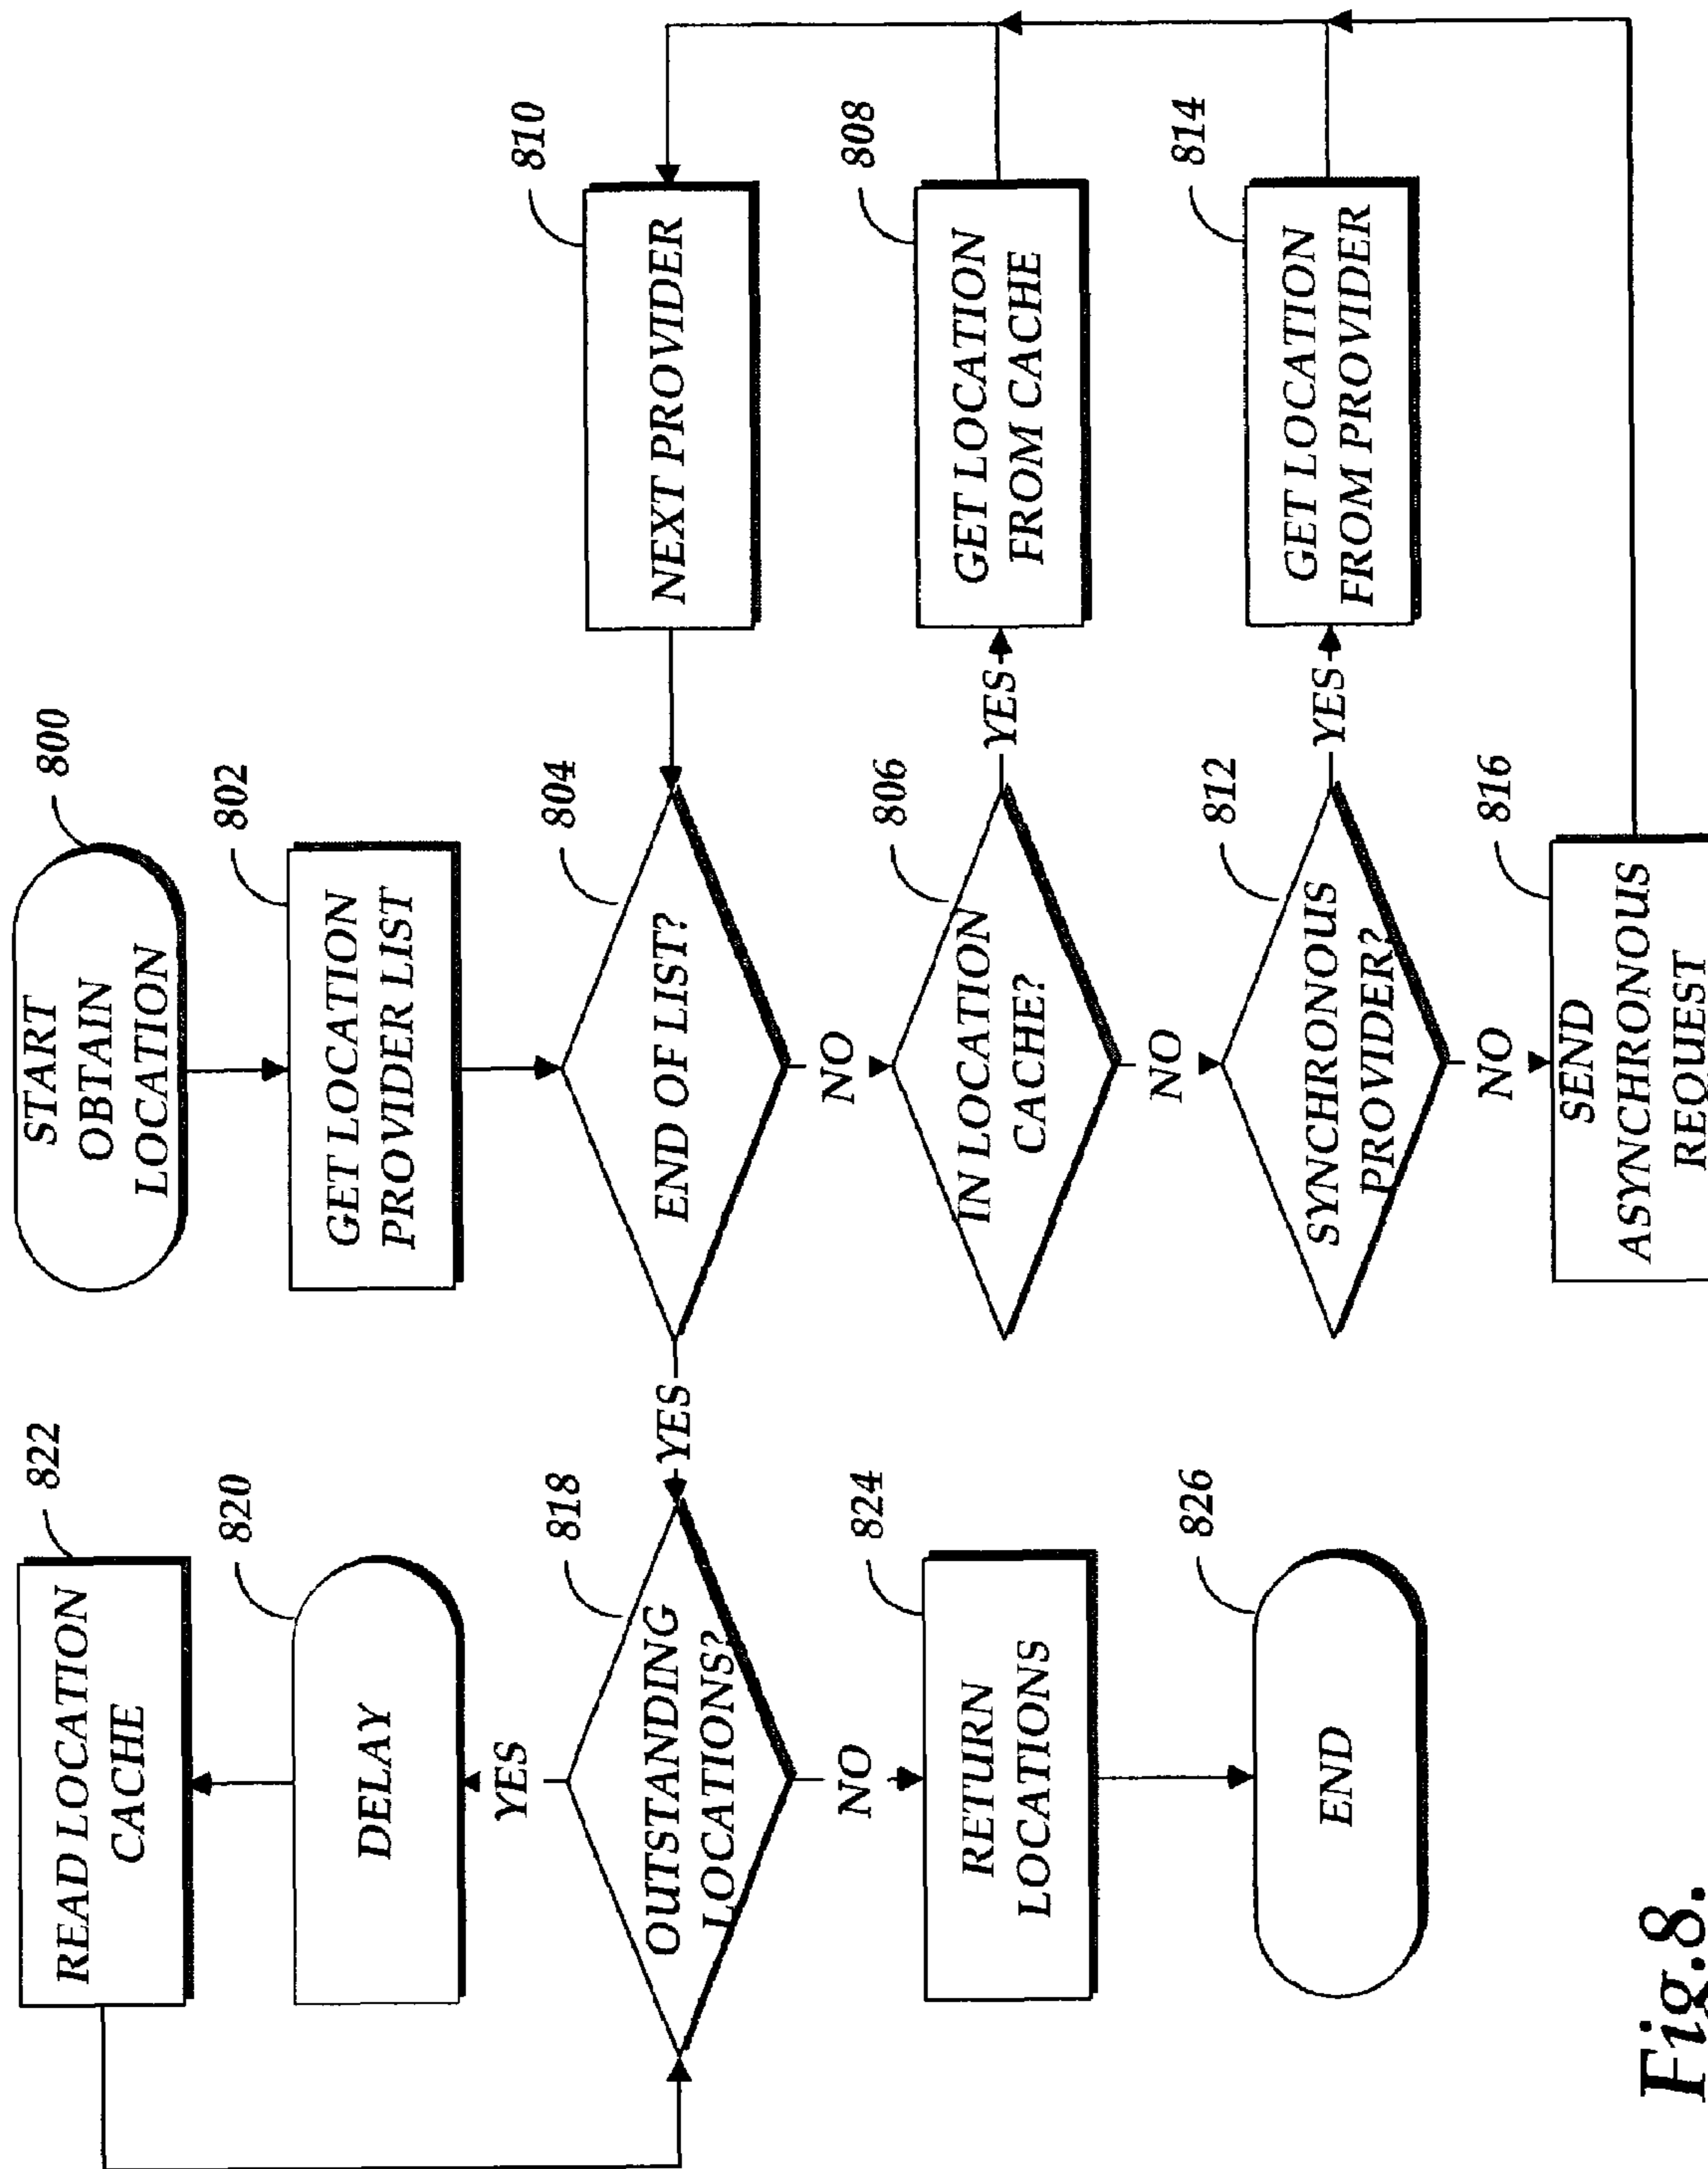 START
OBTAIN
LOCATION
800
GET LOCATION
PROVIDER LIST
802
END OF LIST?
804
NEXT PROVIDER
810
NO
IN LOCATION
CACHE?
806
YES
GET LOCATION
FROM CACHE
808
NO
SYNCHRONOUS
PROVIDER?
812
YES
GET LOCATION
FROM PROVIDER
814
NO
SEND
ASYNCHRONOUS
REQUEST
816
YES
OUTSTANDING
LOCATIONS?
818
YES
DELAY
820
READ LOCATION
CACHE
822
NO
RETURN
LOCATIONS
824
END
826
Fig.8.